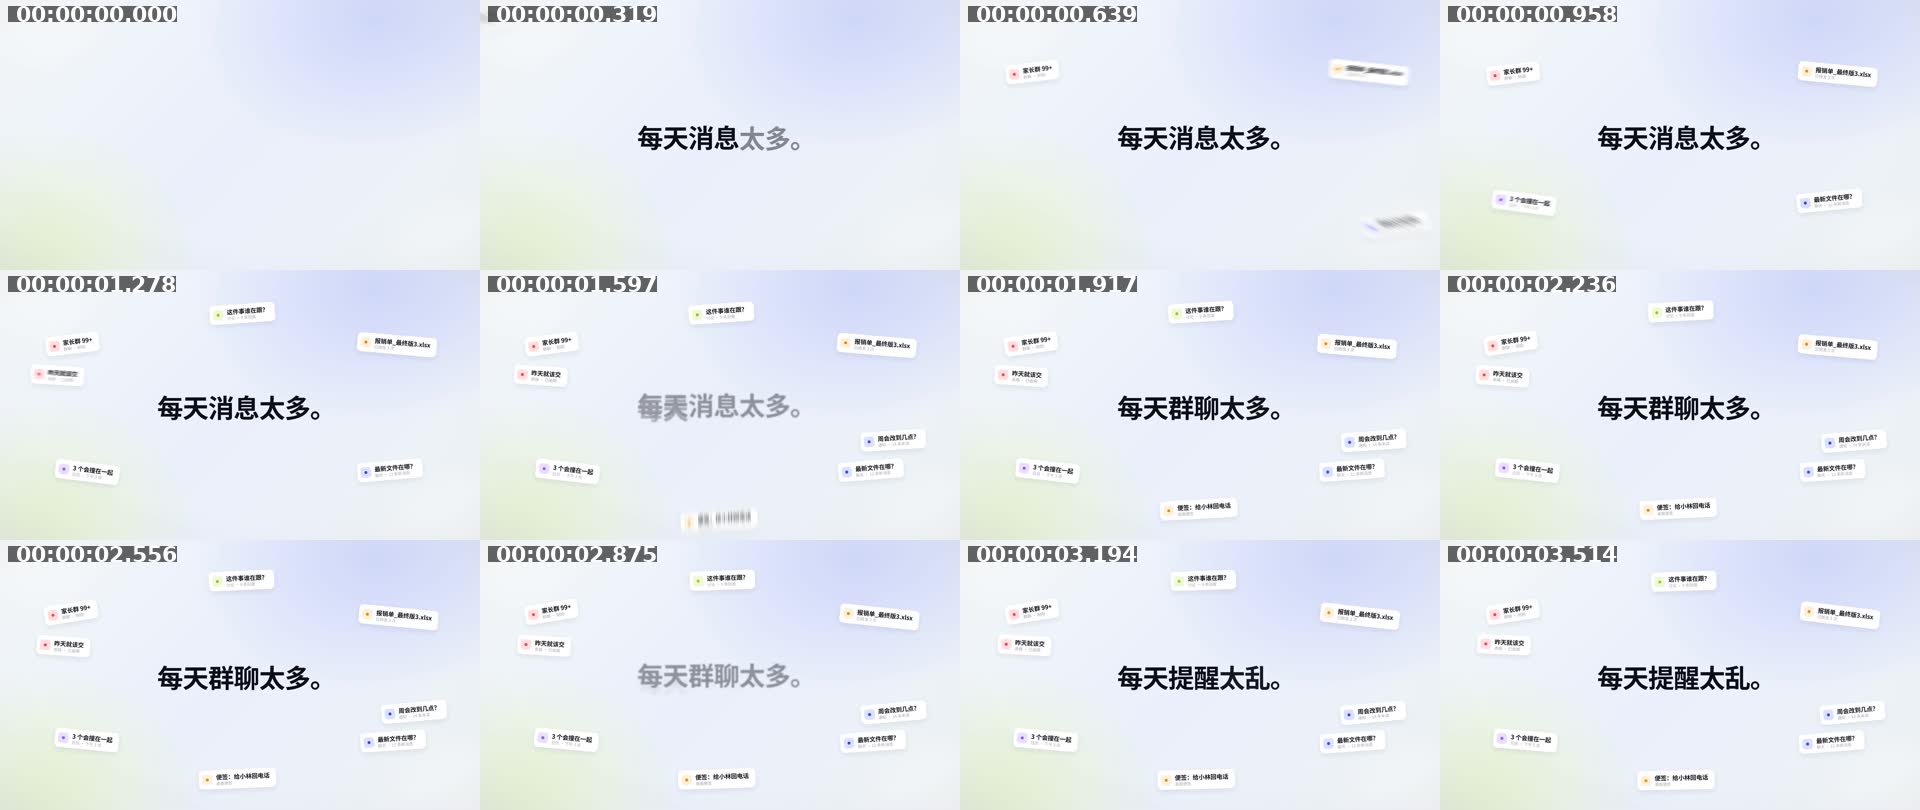 00:00:00.000
00:00:00.319
每天消息太多。
00:00:00.639
家长群 99+
每天消息太多。
00:00:00.958
家长群 99+
报销单_最终版3.xlsx
每天消息太多。
3 个会撞在一起
最新文件在哪?
00:00:01.278
这件事谁在跟?
家长群 99+
报销单_最终版3.xlsx
昨天就该交
每天消息太多。
3 个会撞在一起
最新文件在哪?
00:00:01.597
这件事谁在跟?
家长群 99+
报销单_最终版3.xlsx
昨天就该交
每天消息太多。
周会改到几点?
3 个会撞在一起
最新文件在哪?
00:00:01.917
这件事谁在跟?
家长群 99+
报销单_最终版3.xlsx
昨天就该交
每天群聊太多。
周会改到几点?
3 个会撞在一起
最新文件在哪?
便签：给小林回电话
00:00:02.236
这件事谁在跟?
家长群 99+
报销单_最终版3.xlsx
昨天就该交
每天群聊太多。
周会改到几点?
3 个会撞在一起
最新文件在哪?
便签：给小林回电话
00:00:02.556
这件事谁在跟?
家长群 99+
报销单_最终版3.xlsx
昨天就该交
每天群聊太多。
周会改到几点?
3 个会撞在一起
最新文件在哪?
便签：给小林回电话
00:00:02.875
这件事谁在跟?
家长群 99+
报销单_最终版3.xlsx
昨天就该交
每天群聊太多。
周会改到几点?
3 个会撞在一起
最新文件在哪?
便签：给小林回电话
00:00:03.194
这件事谁在跟?
家长群 99+
报销单_最终版3.xlsx
昨天就该交
每天提醒太乱。
周会改到几点?
3 个会撞在一起
最新文件在哪?
便签：给小林回电话
00:00:03.514
这件事谁在跟?
家长群 99+
报销单_最终版3.xlsx
昨天就该交
每天提醒太乱。
周会改到几点?
3 个会撞在一起
最新文件在哪?
便签：给小林回电话